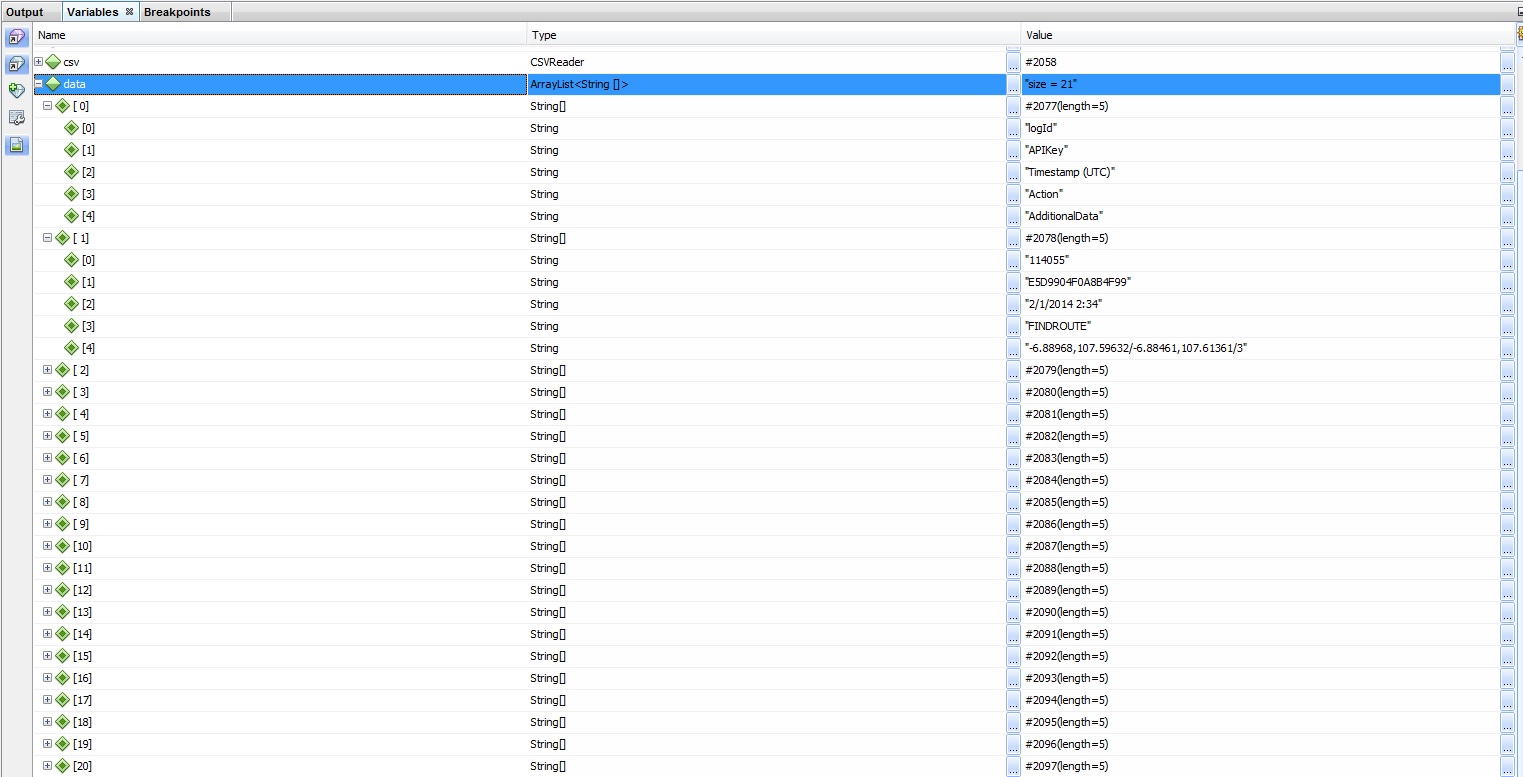 Output Variables Breakpoints
Name Type Value
csv CSVReader ... #2058 ...
data ArrayList<String []> ... "size = 21" ...
[ 0] String[] ... #2077(length=5) ...
[0] String ... "logId" ...
[1] String ... "APIKey" ...
[2] String ... "Timestamp (UTC)" ...
[3] String ... "Action" ...
[4] String ... "AdditionalData" ...
[ 1] String[] ... #2078(length=5) ...
[0] String ... "114055" ...
[1] String ... "E5D9904F0A8B4F99" ...
[2] String ... "2/1/2014 2:34" ...
[3] String ... "FINDROUTE" ...
[4] String ... "-6.88968,107.59632/-6.88461,107.61361/3" ...
[ 2] String[] ... #2079(length=5) ...
[ 3] String[] ... #2080(length=5) ...
[ 4] String[] ... #2081(length=5) ...
[ 5] String[] ... #2082(length=5) ...
[ 6] String[] ... #2083(length=5) ...
[ 7] String[] ... #2084(length=5) ...
[ 8] String[] ... #2085(length=5) ...
[ 9] String[] ... #2086(length=5) ...
[10] String[] ... #2087(length=5) ...
[11] String[] ... #2088(length=5) ...
[12] String[] ... #2089(length=5) ...
[13] String[] ... #2090(length=5) ...
[14] String[] ... #2091(length=5) ...
[15] String[] ... #2092(length=5) ...
[16] String[] ... #2093(length=5) ...
[17] String[] ... #2094(length=5) ...
[18] String[] ... #2095(length=5) ...
[19] String[] ... #2096(length=5) ...
[20] String[] ... #2097(length=5) ...